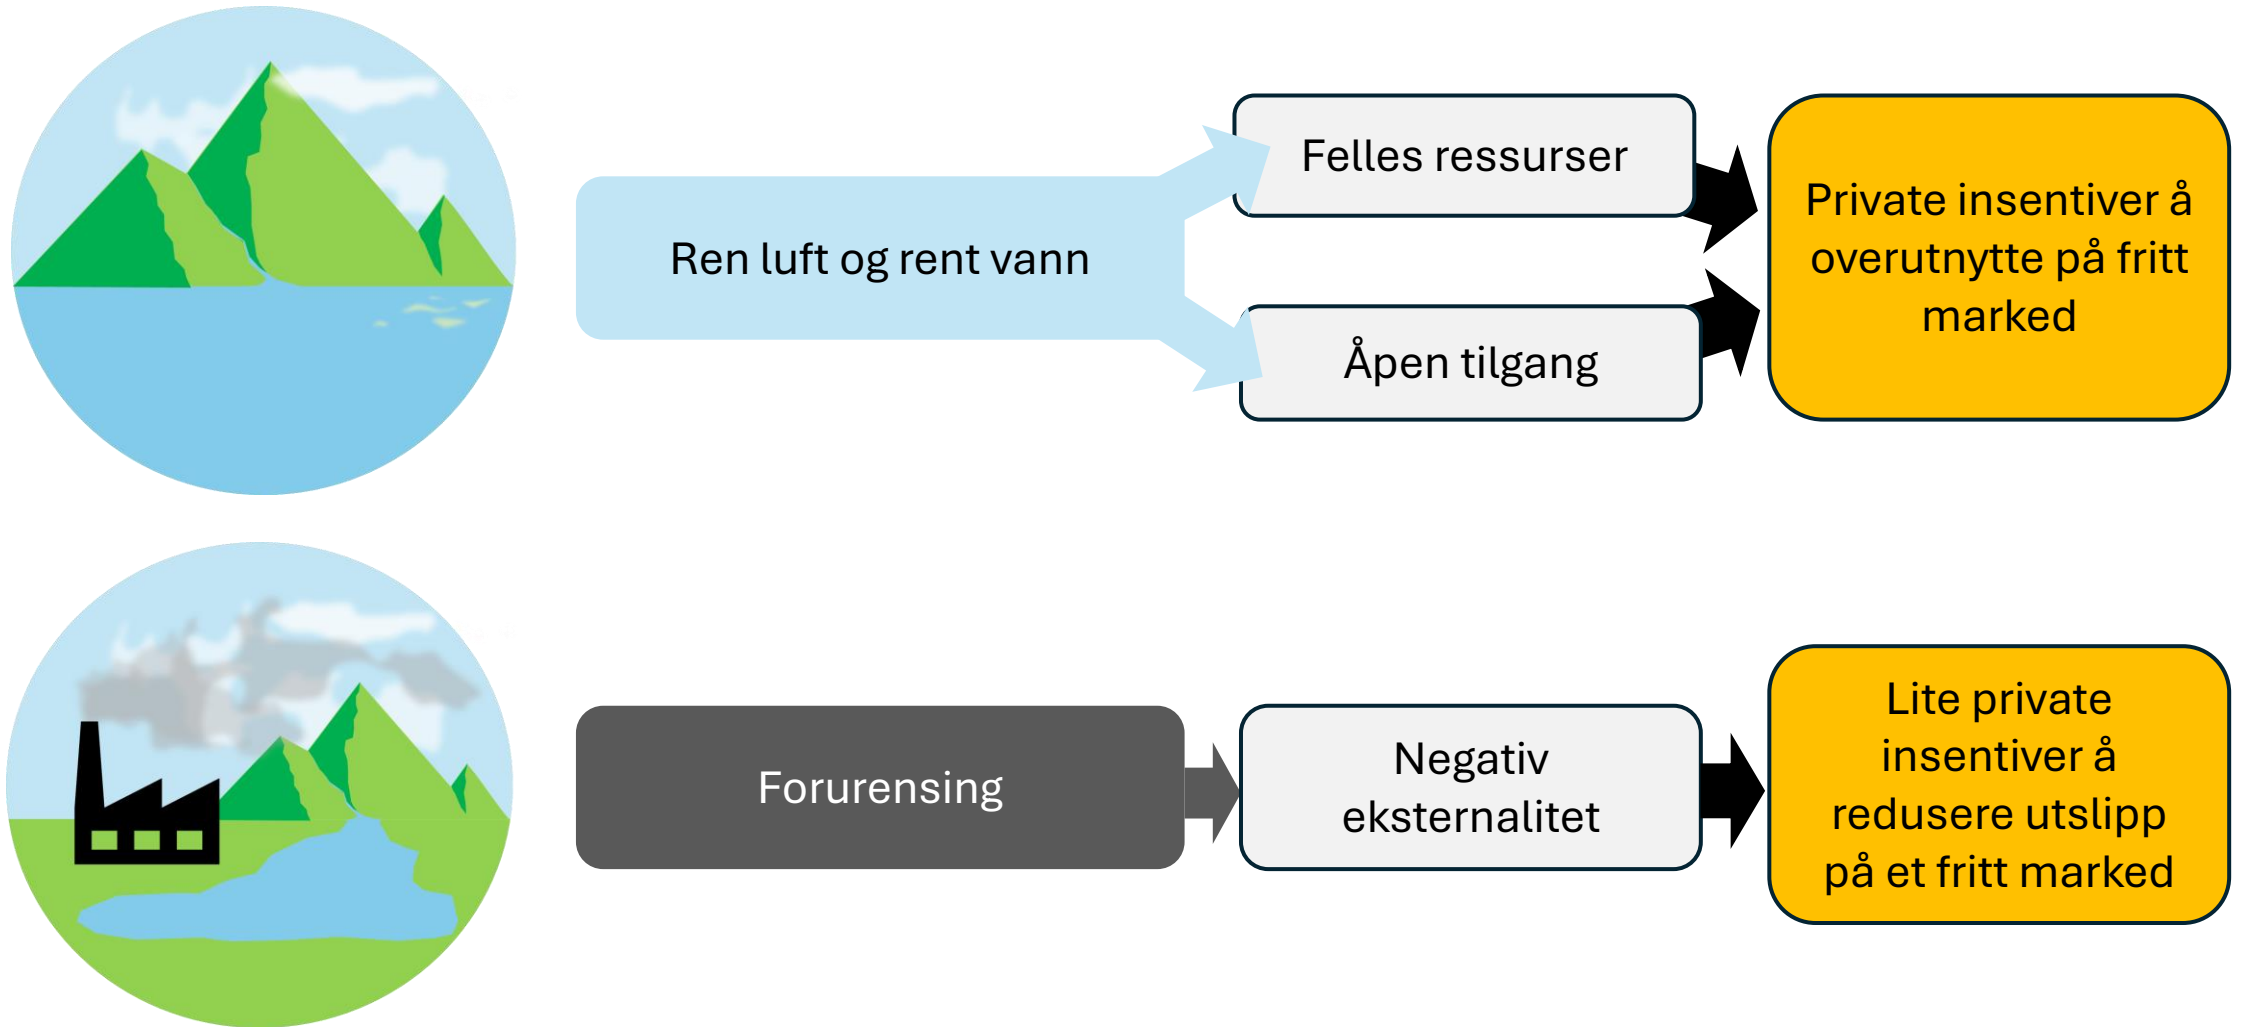 Felles ressurser
Ren luft og rent vann
Åpen tilgang
Private insentiver å
overutnytte på fritt
marked
Forurensing
Negativ
eksternalitet
Lite private
insentiver å
redusere utslipp
på et fritt marked